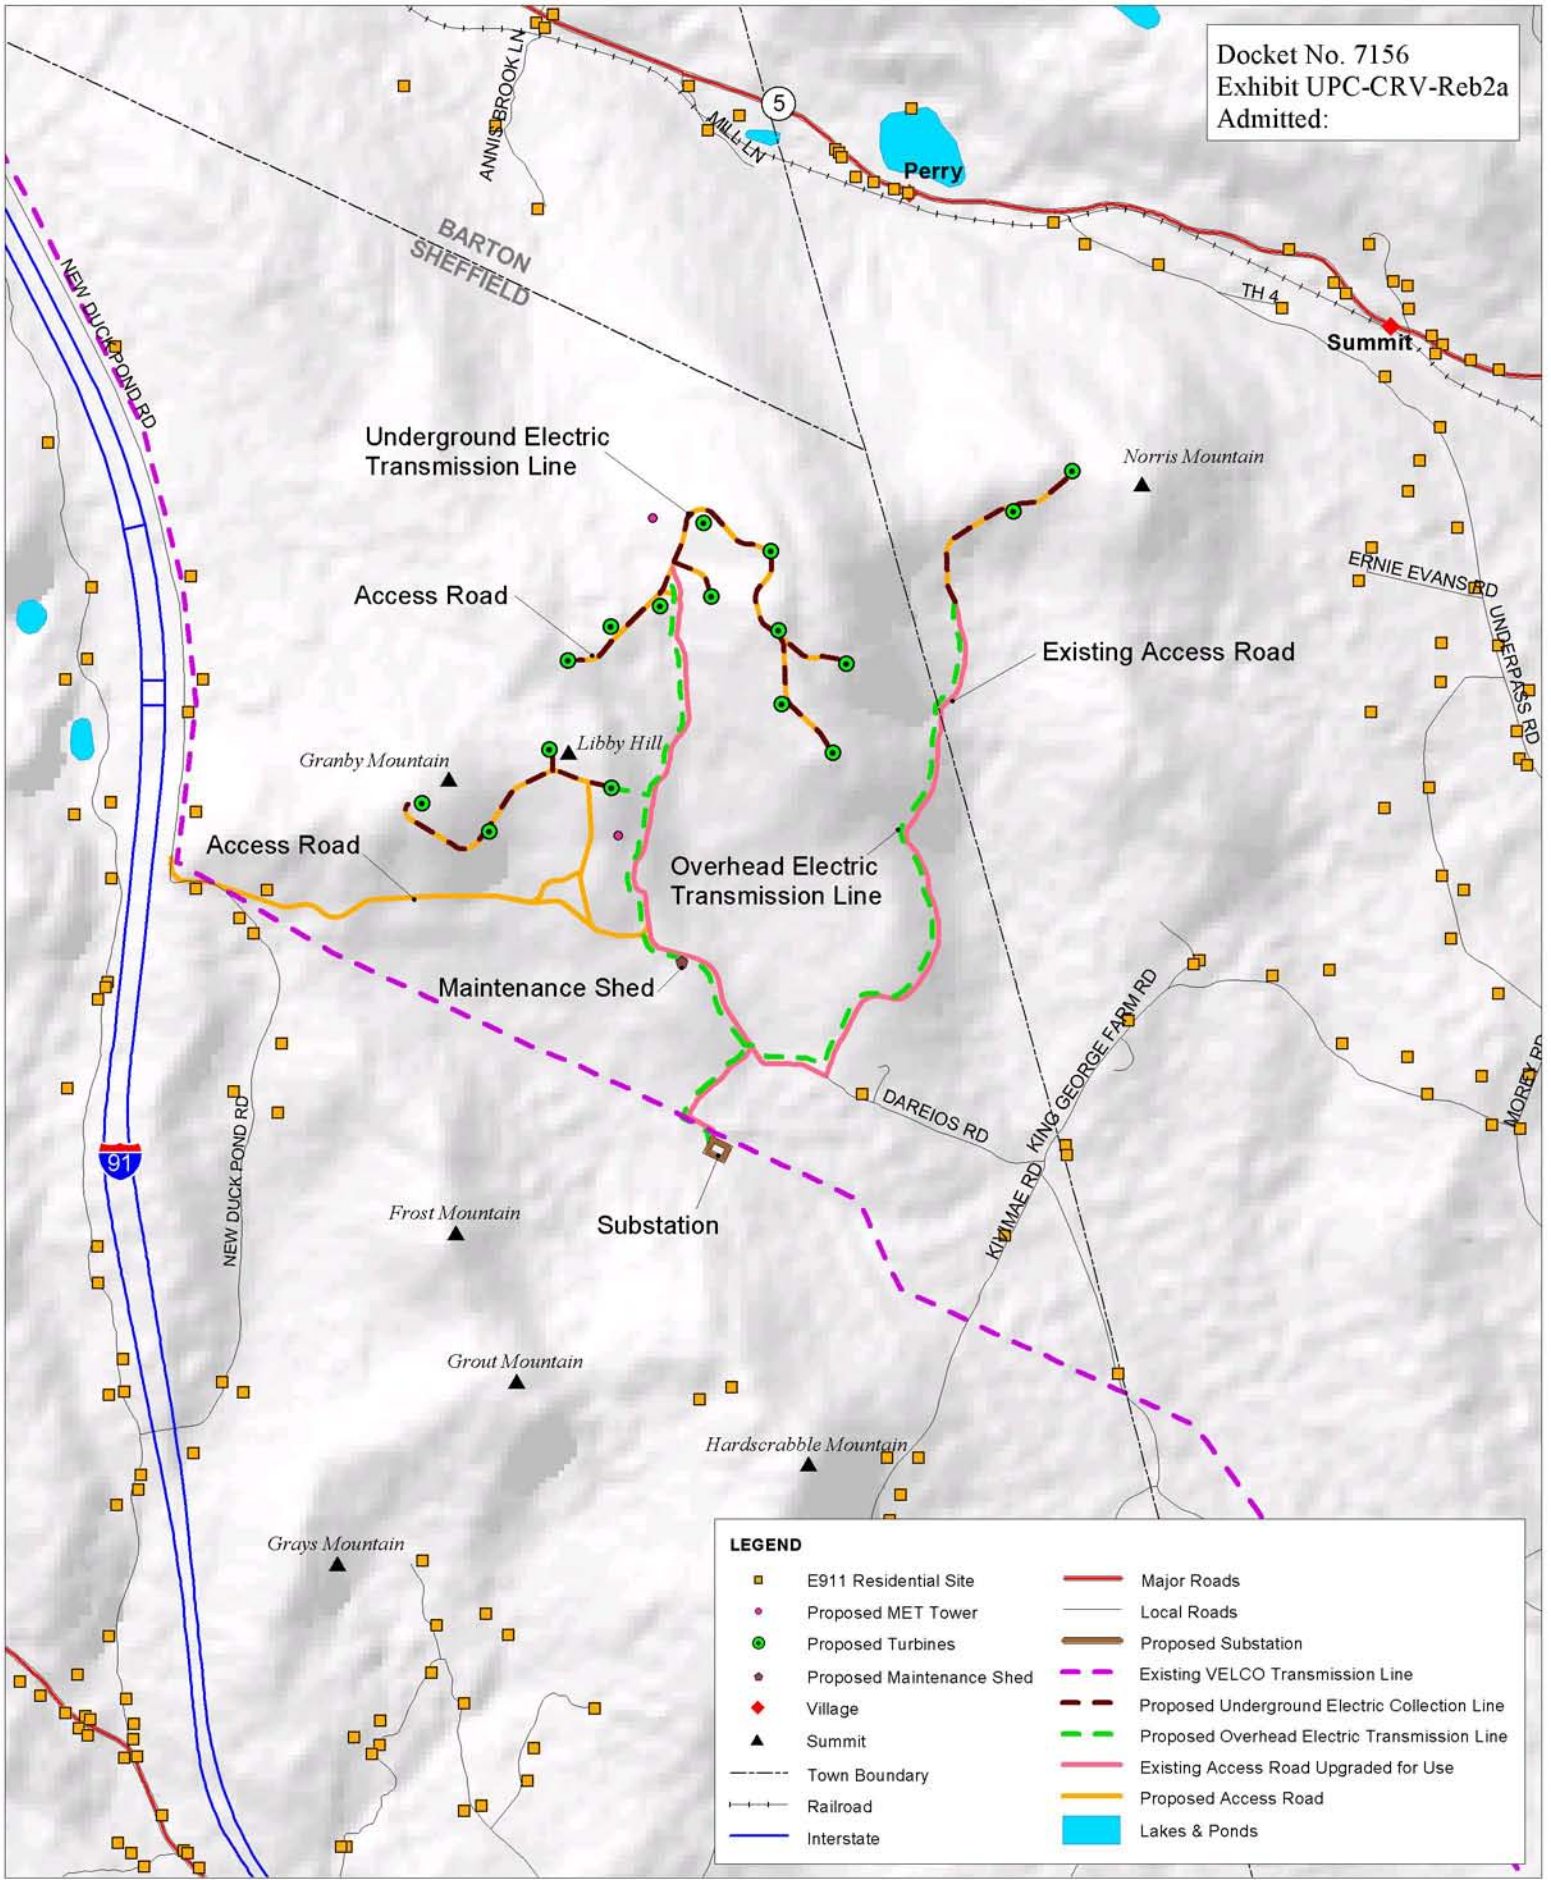 Docket No. 7156
Exhibit UPC-CRV-Reb2a
Admitted:
ANNIS BROOK LN
5
MILL LN
Perry
BARTON
SHEFFIELD
NEW DUCK POND RD
TH 4
Summit
Underground Electric
Transmission Line
Norris Mountain
ERNIE EVANS RD
Access Road
UNDERPASS RD
Existing Access Road
Libby Hill
Granby Mountain
Access Road
Overhead Electric
Transmission Line
Maintenance Shed
KING GEORGE FARM RD
MOREY RD
DAREIOS RD
NEW DUCK POND RD
91
KIVIMAE RD
Frost Mountain
Substation
Grout Mountain
Hardscrabble Mountain
Grays Mountain
LEGEND
E911 Residential Site
Proposed MET Tower
Proposed Turbines
Proposed Maintenance Shed
Village
Summit
Town Boundary
Railroad
Interstate
Major Roads
Local Roads
Proposed Substation
Existing VELCO Transmission Line
Proposed Underground Electric Collection Line
Proposed Overhead Electric Transmission Line
Existing Access Road Upgraded for Use
Proposed Access Road
Lakes & Ponds